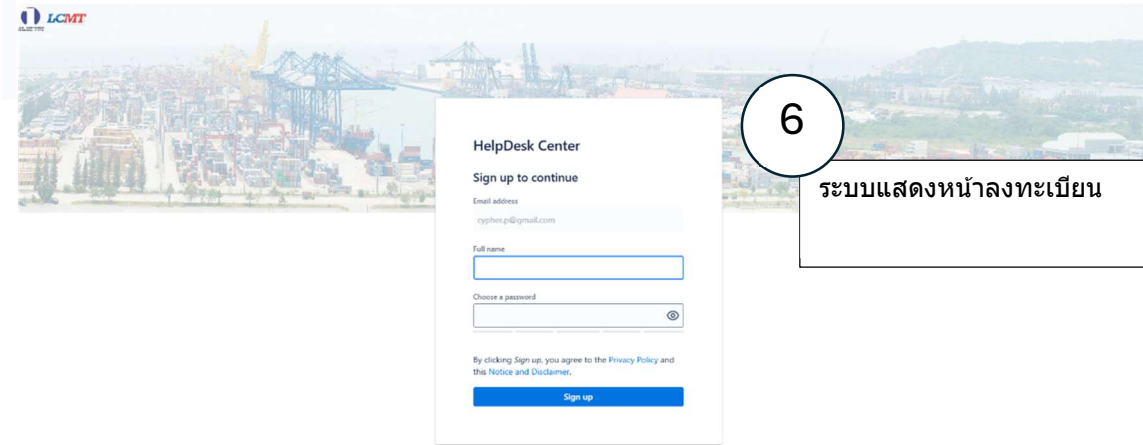 LCMT
6
ระบบแสดงหน้าลงทะเบียน
HelpDesk Center
Sign up to continue
Email address
cypher.p@gmail.com
Full name
Choose a password
By clicking Sign up, you agree to the Privacy Policy and
this Notice and Disclaimer.
Sign up